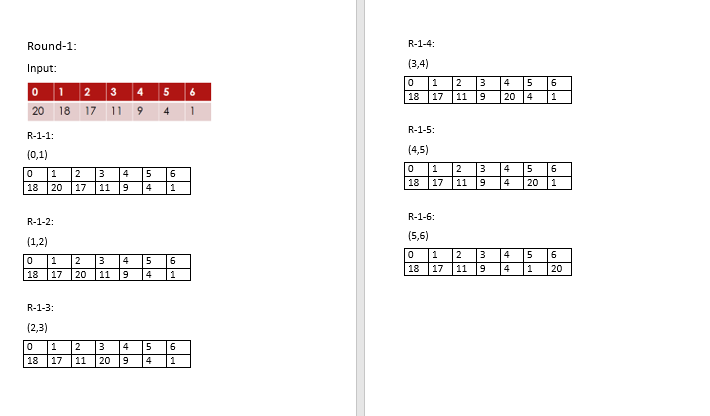 Round-1:
Input:
0 1 2 3 4 5 6
20 18 17 11 9 4 1
R-1-1:
(0,1)
0 1 2 3 4 5 6
18 20 17 11 9 4 1
R-1-2:
(1,2)
0 1 2 3 4 5 6
18 17 20 11 9 4 1
R-1-3:
(2,3)
0 1 2 3 4 5 6
18 17 11 20 9 4 1
R-1-4:
(3,4)
0 1 2 3 4 5 6
18 17 11 9 20 4 1
R-1-5:
(4,5)
0 1 2 3 4 5 6
18 17 11 9 4 20 1
R-1-6:
(5,6)
0 1 2 3 4 5 6
18 17 11 9 4 1 20